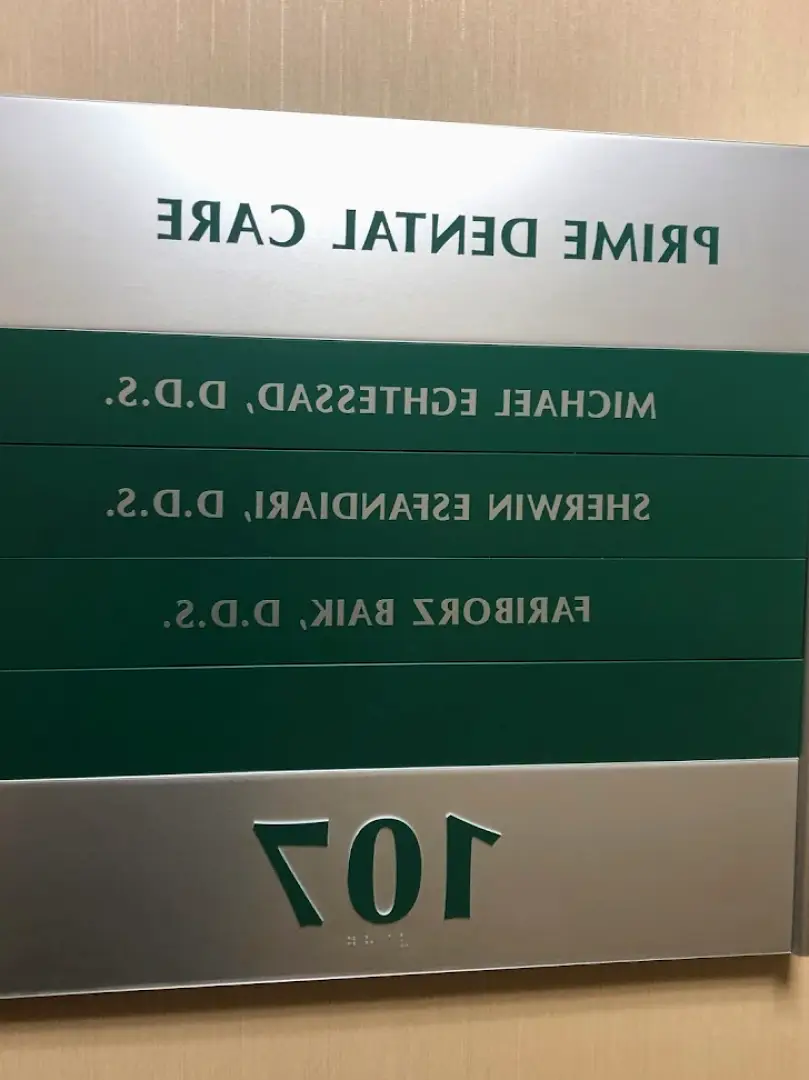 PRIME DENTAL CARE
MICHAEL EGHTESSAD, D.D.S.
SHERWIN ESFANDIARI, D.D.S.
FARIBORZ BAIK, D.D.S.
107